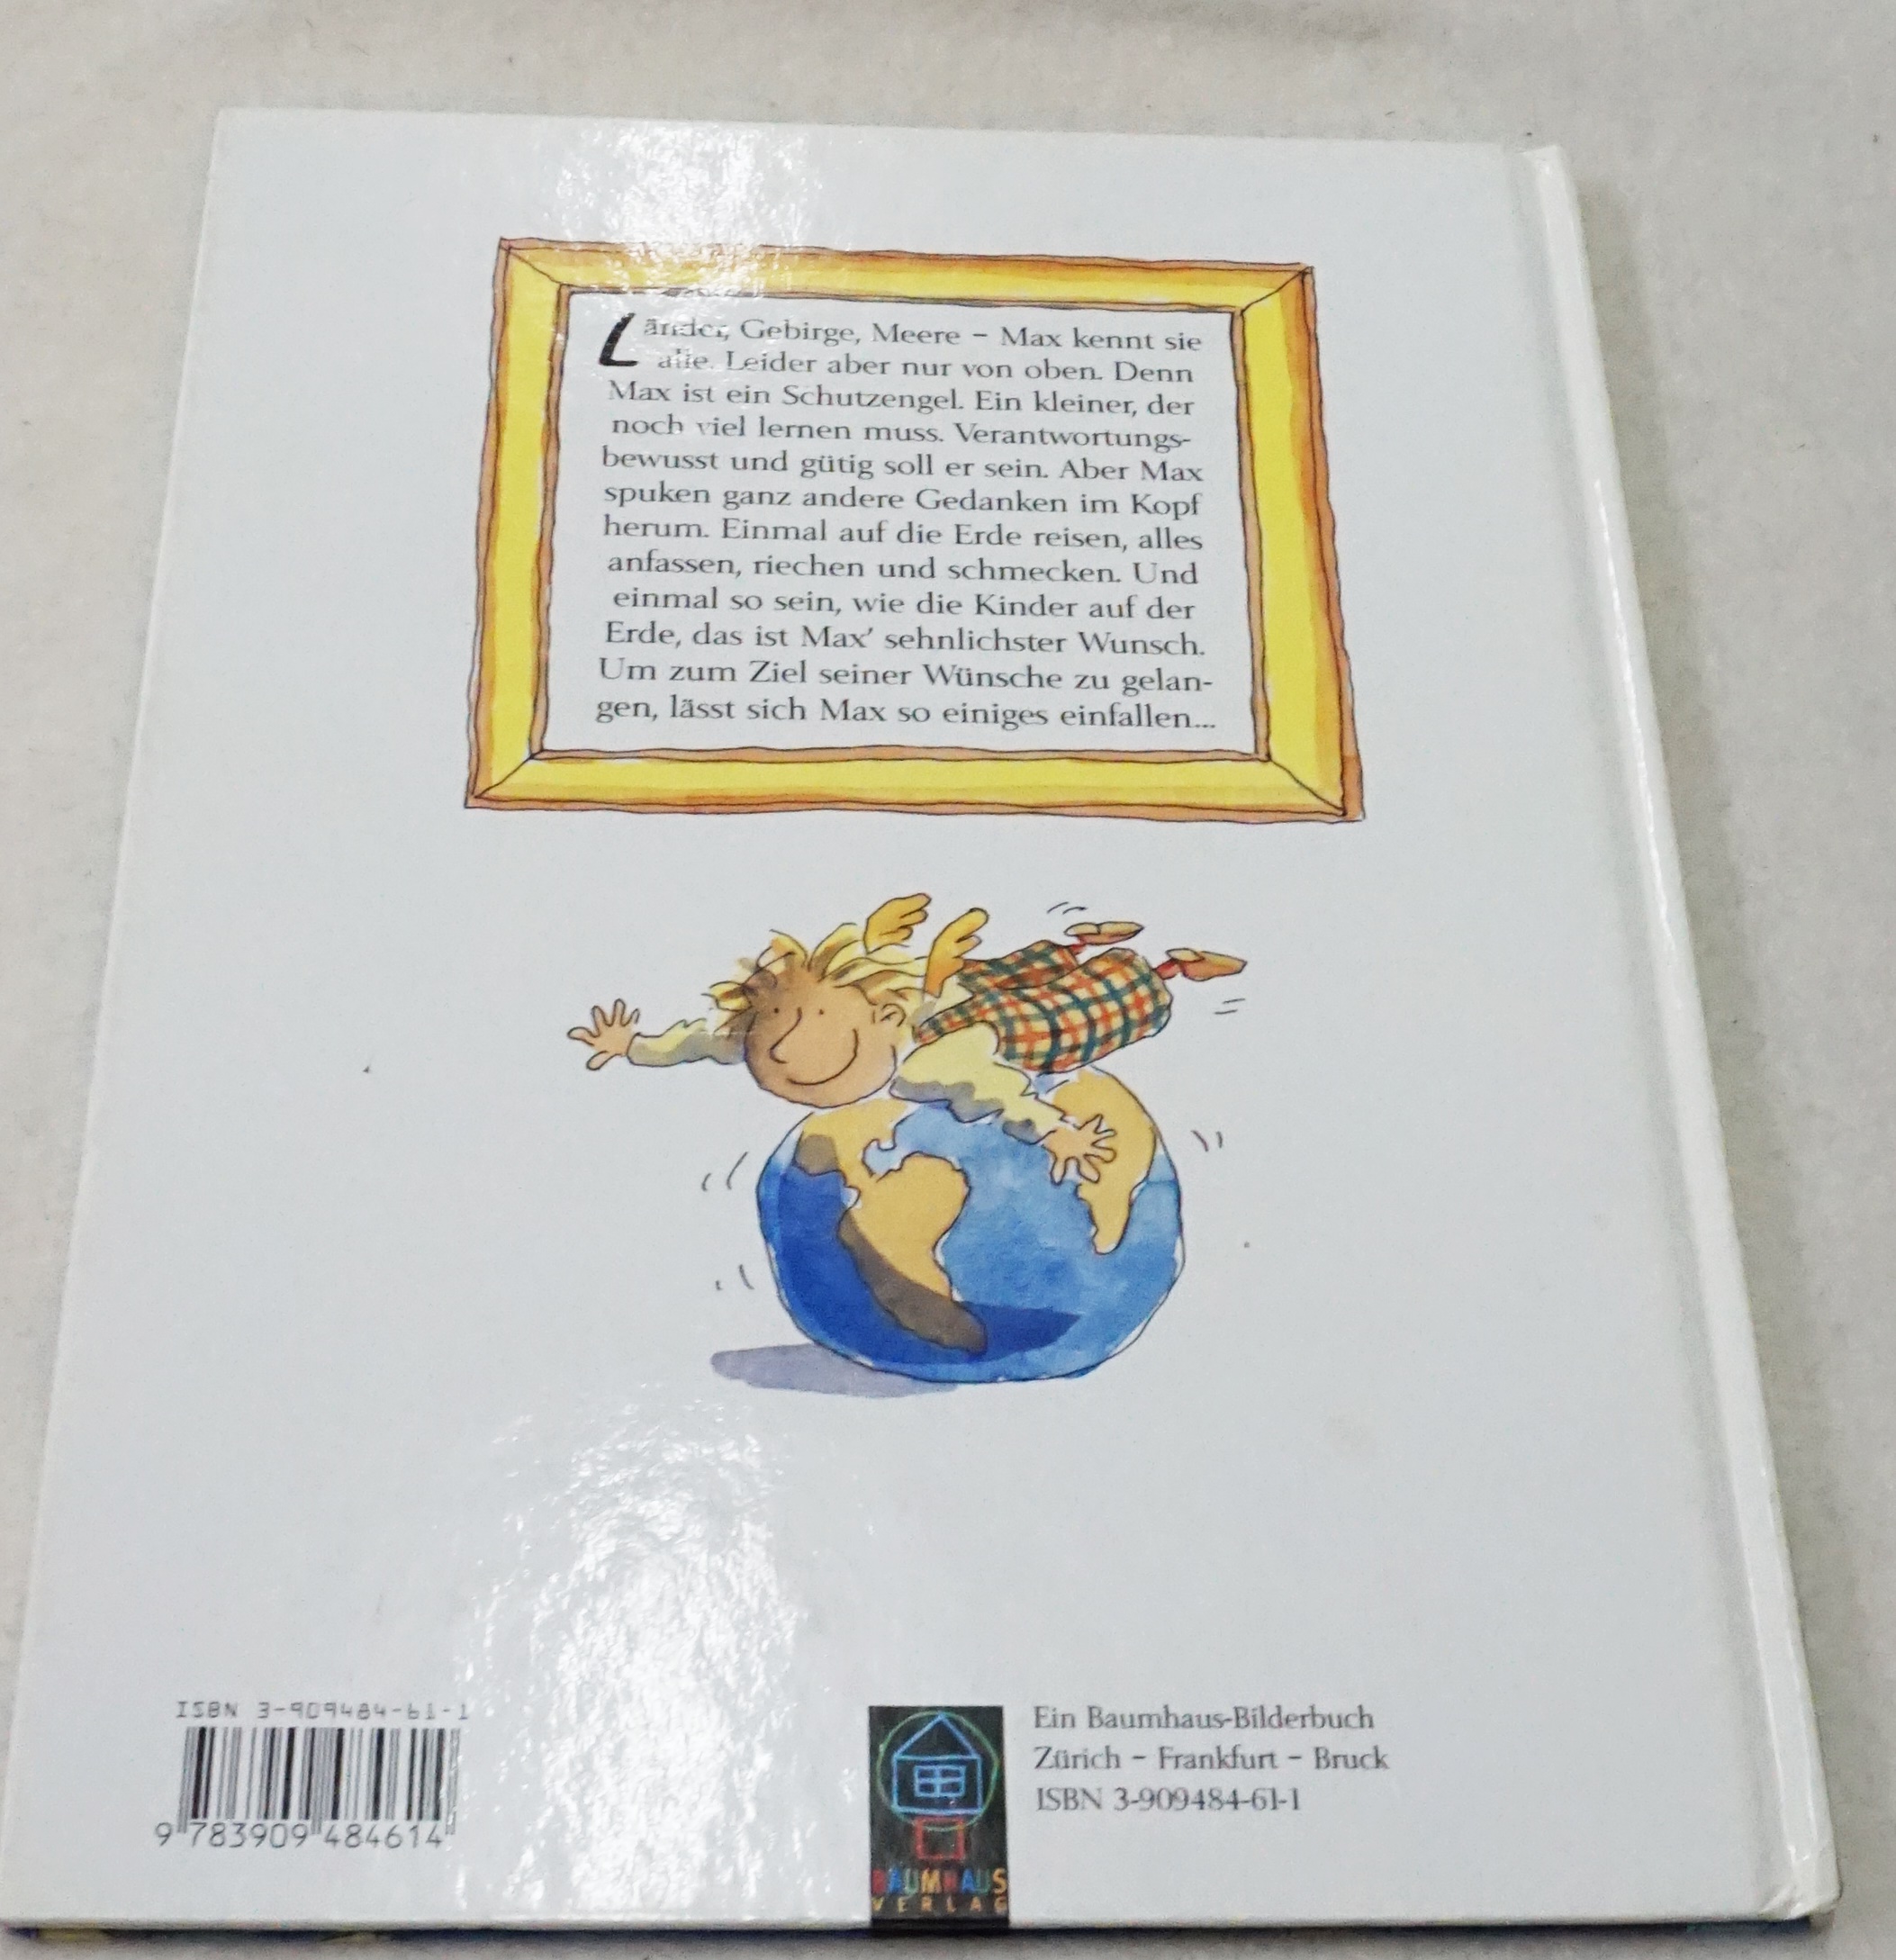 Länder, Gebirge, Meere – Max kennt sie
alle. Leider aber nur von oben. Denn
Max ist ein Schutzengel. Ein kleiner, der
noch viel lernen muss. Verantwortungs-
bewusst und gütig soll er sein. Aber Max
spuken ganz andere Gedanken im Kopf
herum. Einmal auf die Erde reisen, alles
anfassen, riechen und schmecken. Und
einmal so sein, wie die Kinder auf der
Erde, das ist Max’ sehnlichster Wunsch.
Um zum Ziel seiner Wünsche zu gelan-
gen, lässt sich Max so einiges einfallen...
ISBN 3-909484-61-1
9 783909 484614
BAUMHAUS
VERLAG
Ein Baumhaus-Bilderbuch
Zürich – Frankfurt – Bruck
ISBN 3-909484-61-1